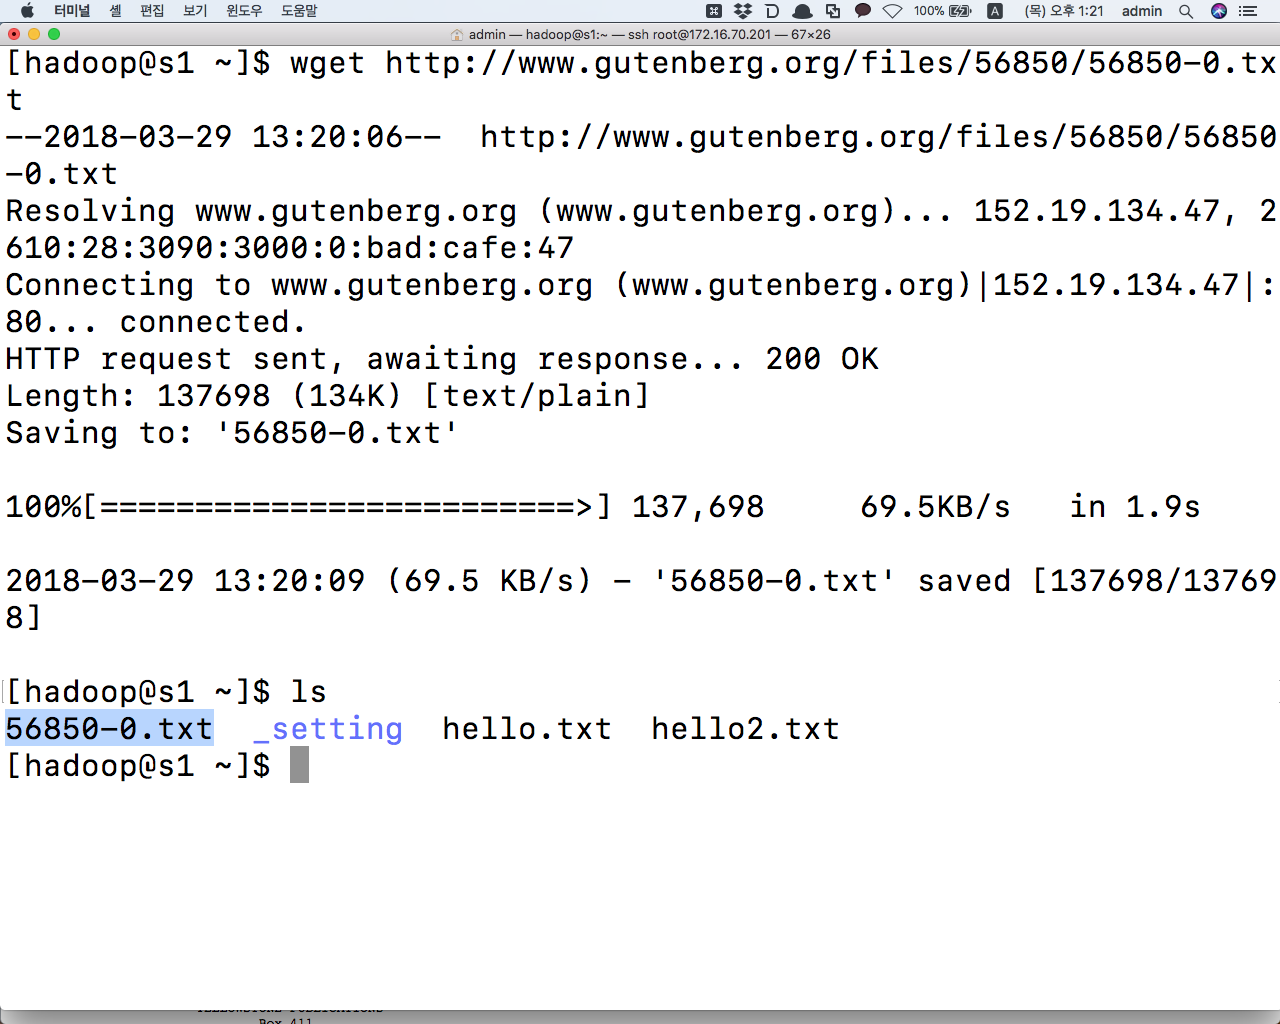 터미널 셸 편집 보기 윈도우 도움말 100% A (목) 오후 1:21 admin
admin — hadoop@s1:~ — ssh root@172.16.70.201 — 67×26
[hadoop@s1 ~]$ wget http://www.gutenberg.org/files/56850/56850-0.tx
t
--2018-03-29 13:20:06--  http://www.gutenberg.org/files/56850/56850
-0.txt
Resolving www.gutenberg.org (www.gutenberg.org)... 152.19.134.47, 2
610:28:3090:3000:0:bad:cafe:47
Connecting to www.gutenberg.org (www.gutenberg.org)|152.19.134.47|:
80... connected.
HTTP request sent, awaiting response... 200 OK
Length: 137698 (134K) [text/plain]
Saving to: '56850-0.txt'
100%[=========================>] 137,698     69.5KB/s   in 1.9s
2018-03-29 13:20:09 (69.5 KB/s) - '56850-0.txt' saved [137698/13769
8]
[hadoop@s1 ~]$ ls
56850-0.txt  _setting  hello.txt  hello2.txt
[hadoop@s1 ~]$
Box 411